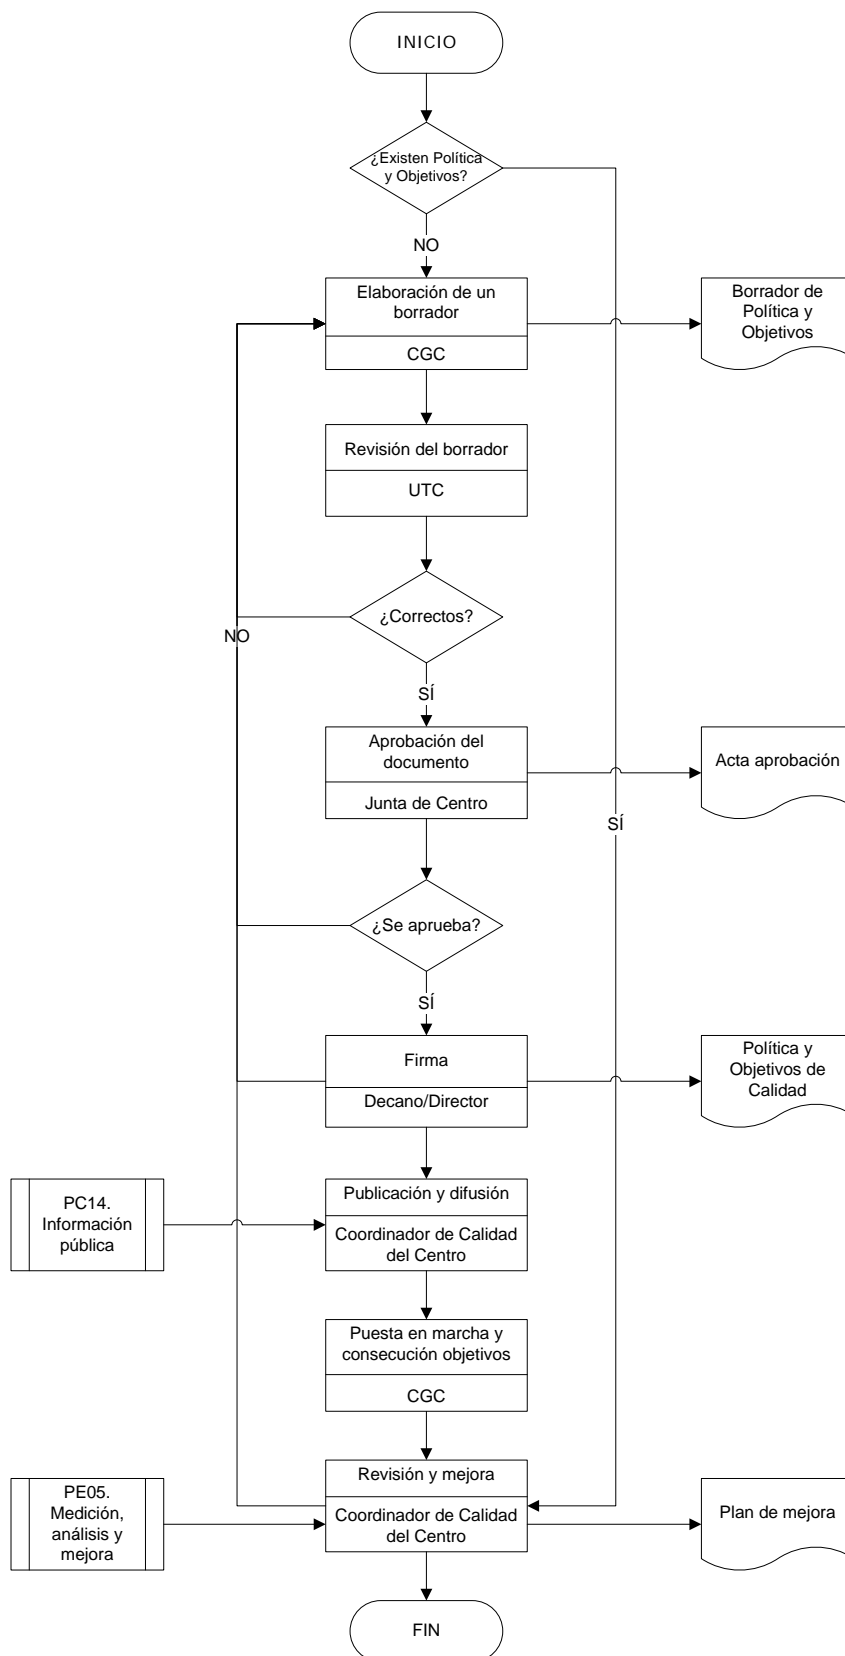 INICIO
¿Existen Política
y Objetivos?
NO
Elaboración de un
borrador
CGC
Borrador de
Política y
Objetivos
Revisión del borrador
UTC
¿Correctos?
NO
SÍ
Aprobación del
documento
Junta de Centro
Acta aprobación
SÍ
¿Se aprueba?
SÍ
Firma
Decano/Director
Política y
Objetivos de
Calidad
PC14.
Información
pública
Publicación y difusión
Coordinador de Calidad
del Centro
Puesta en marcha y
consecución objetivos
CGC
PE05.
Medición,
análisis y
mejora
Revisión y mejora
Coordinador de Calidad
del Centro
Plan de mejora
FIN